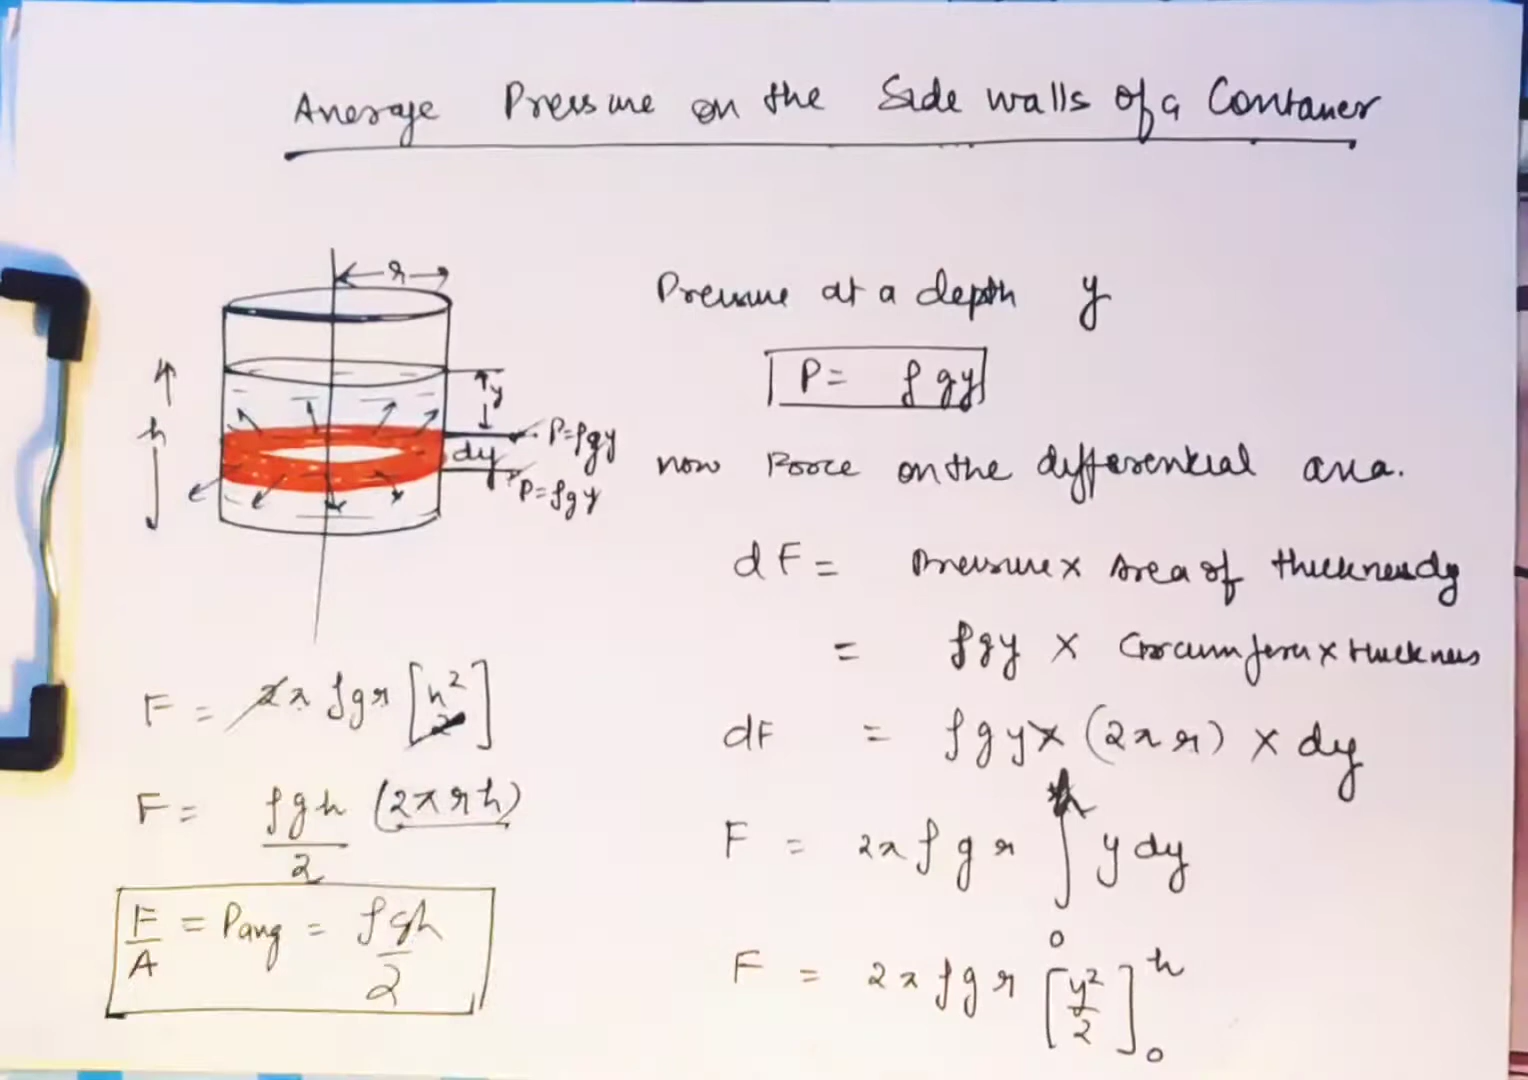 Average Pressure on the Side walls of a Container
r
h
y
dy
P=ρgy
P=ρgy
Pressure at a depth y
P= ρgy
now Force on the differential area.
dF = Pressure x Area of thickness dy
= ρgy x Circumference x thickness
dF = ρgy x (2πr) x dy
F = 2πρgr ∫₀ʰ y dy
F = 2πρgr [y²/2]₀ʰ
F = 2πρgr [h²/2]
F = ρgh/2 (2πrh)
F/A = Pavg = ρgh/2